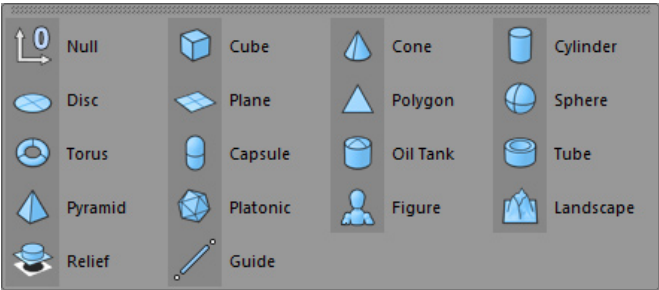 0 Null Cube Cone Cylinder
Disc Plane Polygon Sphere
Torus Capsule Oil Tank Tube
Pyramid Platonic Figure Landscape
Relief Guide